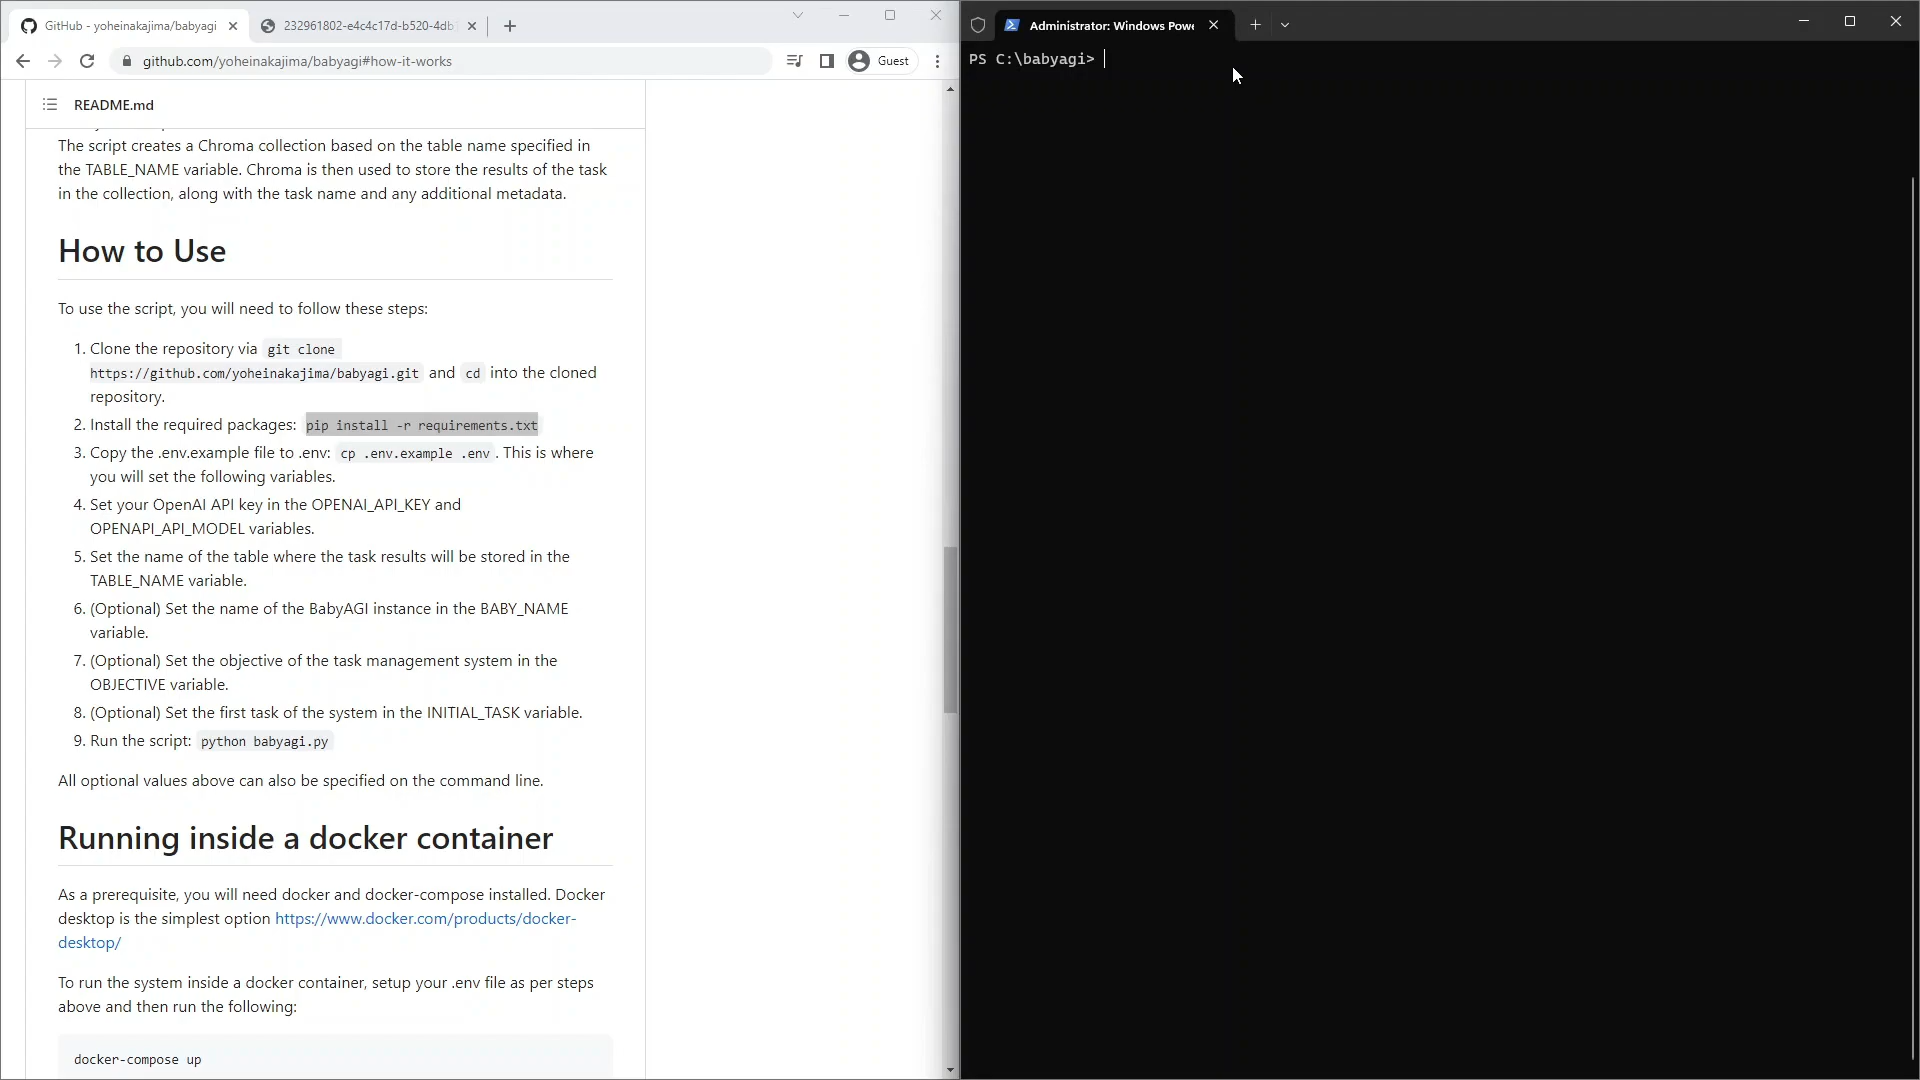 GitHub - yoheinakajima/babyagi
232961802-e4c4c17d-b520-4db
github.com/yoheinakajima/babyagi#how-it-works
Guest
README.md
The script creates a Chroma collection based on the table name specified in
the TABLE_NAME variable. Chroma is then used to store the results of the task
in the collection, along with the task name and any additional metadata.
How to Use
To use the script, you will need to follow these steps:
1. Clone the repository via git clone
https://github.com/yoheinakajima/babyagi.git and cd into the cloned
repository.
2. Install the required packages: pip install -r requirements.txt
3. Copy the .env.example file to .env: cp .env.example .env. This is where
you will set the following variables.
4. Set your OpenAI API key in the OPENAI_API_KEY and
OPENAPI_API_MODEL variables.
5. Set the name of the table where the task results will be stored in the
TABLE_NAME variable.
6. (Optional) Set the name of the BabyAGI instance in the BABY_NAME
variable.
7. (Optional) Set the objective of the task management system in the
OBJECTIVE variable.
8. (Optional) Set the first task of the system in the INITIAL_TASK variable.
9. Run the script: python babyagi.py
All optional values above can also be specified on the command line.
Running inside a docker container
As a prerequisite, you will need docker and docker-compose installed. Docker
desktop is the simplest option https://www.docker.com/products/docker-
desktop/
To run the system inside a docker container, setup your .env file as per steps
above and then run the following:
docker-compose up
Administrator: Windows Powe
PS C:\babyagi>